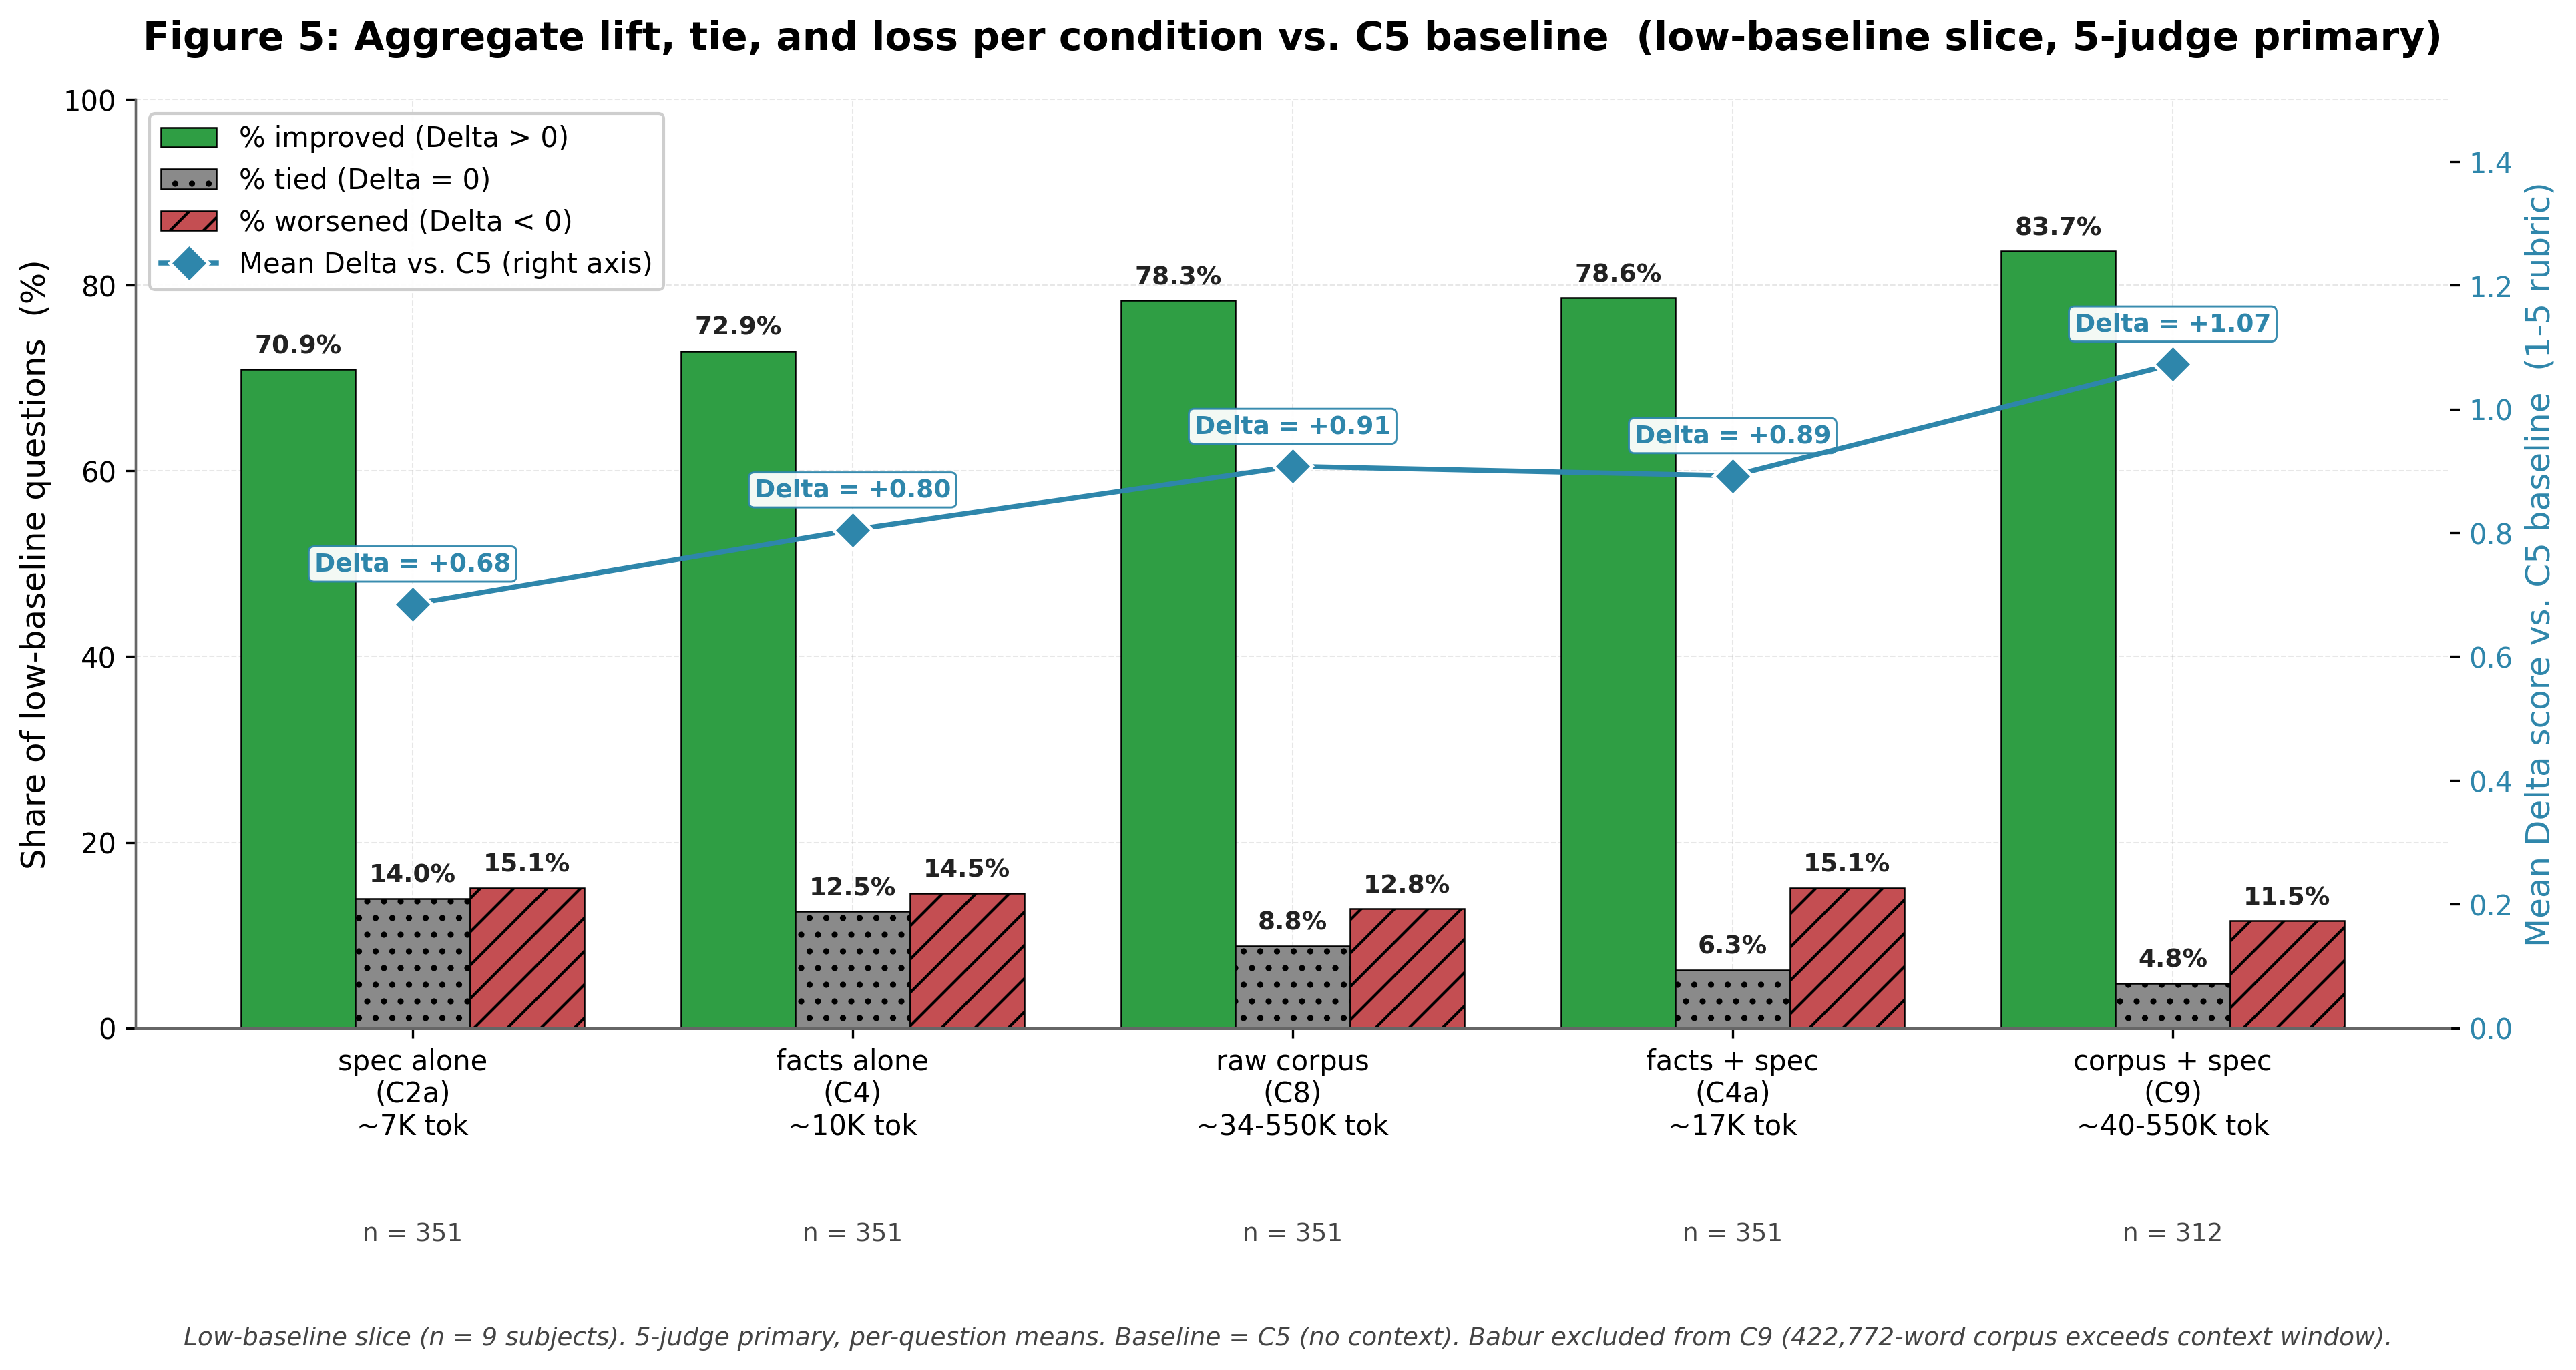 Figure 5: Aggregate lift, tie, and loss per condition vs. C5 baseline  (low-baseline slice, 5-judge primary)
% improved (Delta > 0)
% tied (Delta = 0)
% worsened (Delta < 0)
Mean Delta vs. C5 (right axis)
Share of low-baseline questions  (%)
100
80
60
40
20
0
70.9%
14.0%
15.1%
Delta = +0.68
72.9%
12.5%
14.5%
Delta = +0.80
78.3%
8.8%
12.8%
Delta = +0.91
78.6%
6.3%
15.1%
Delta = +0.89
83.7%
4.8%
11.5%
Delta = +1.07
1.4
1.2
1.0
0.8
0.6
0.4
0.2
0.0
Mean Delta score vs. C5 baseline  (1-5 rubric)
spec alone
(C2a)
~7K tok
n = 351
facts alone
(C4)
~10K tok
n = 351
raw corpus
(C8)
~34-550K tok
n = 351
facts + spec
(C4a)
~17K tok
n = 351
corpus + spec
(C9)
~40-550K tok
n = 312
Low-baseline slice (n = 9 subjects). 5-judge primary, per-question means. Baseline = C5 (no context). Babur excluded from C9 (422,772-word corpus exceeds context window).